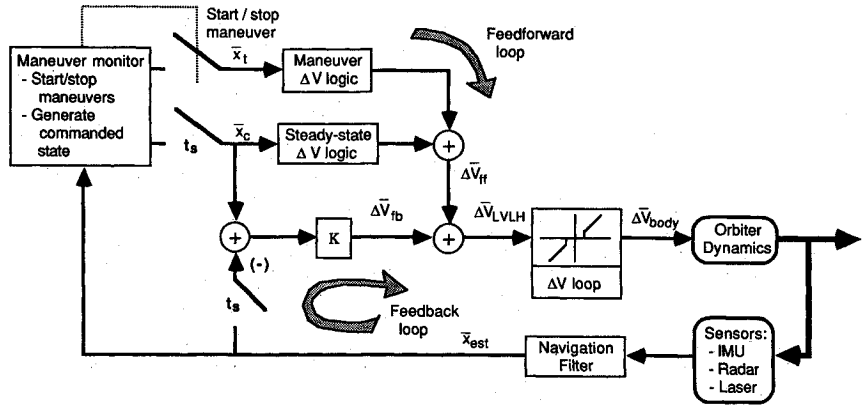 Start / stop
maneuver
Maneuver monitor
- Start/stop
maneuvers
- Generate
commanded
state
x̄t
Maneuver
ΔV logic
Feedforward
loop
ts
x̄c
Steady-state
ΔV logic
+
ΔV̄ff
+
(-)
ts
K
ΔV̄fb
+
ΔV̄LVLH
ΔV loop
ΔV̄body
Orbiter
Dynamics
Feedback
loop
x̄est
Navigation
Filter
Sensors:
- IMU
- Radar
- Laser